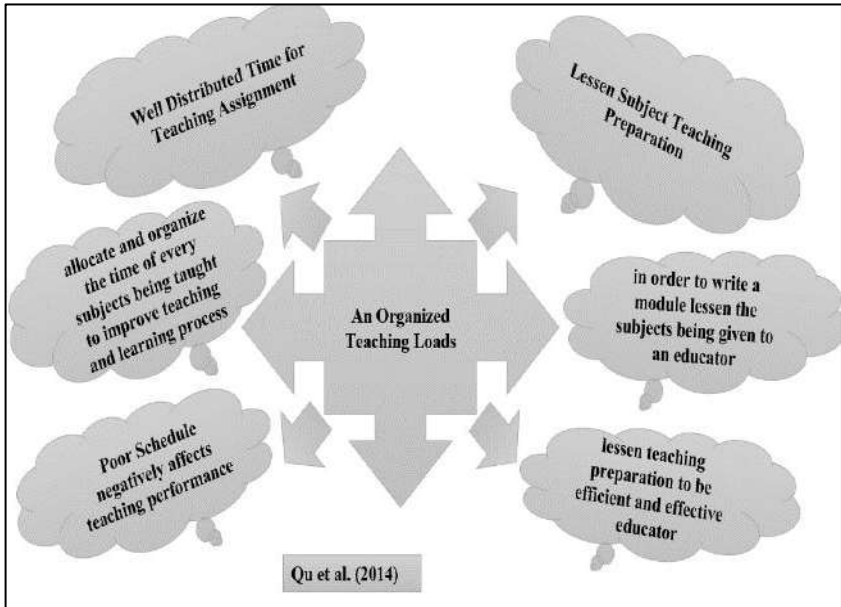 Well Distributed Time for
Teaching Assignment
Lessen Subject Teaching
Preparation
allocate and organize
the time of every
subjects being taught
to improve teaching
and learning process
An Organized
Teaching Loads
in order to write a
module lessen the
subjects being given to
an educator
Poor Schedule
negatively affects
teaching performance
lessen teaching
preparation to be
efficient and effective
educator
Qu et al. (2014)